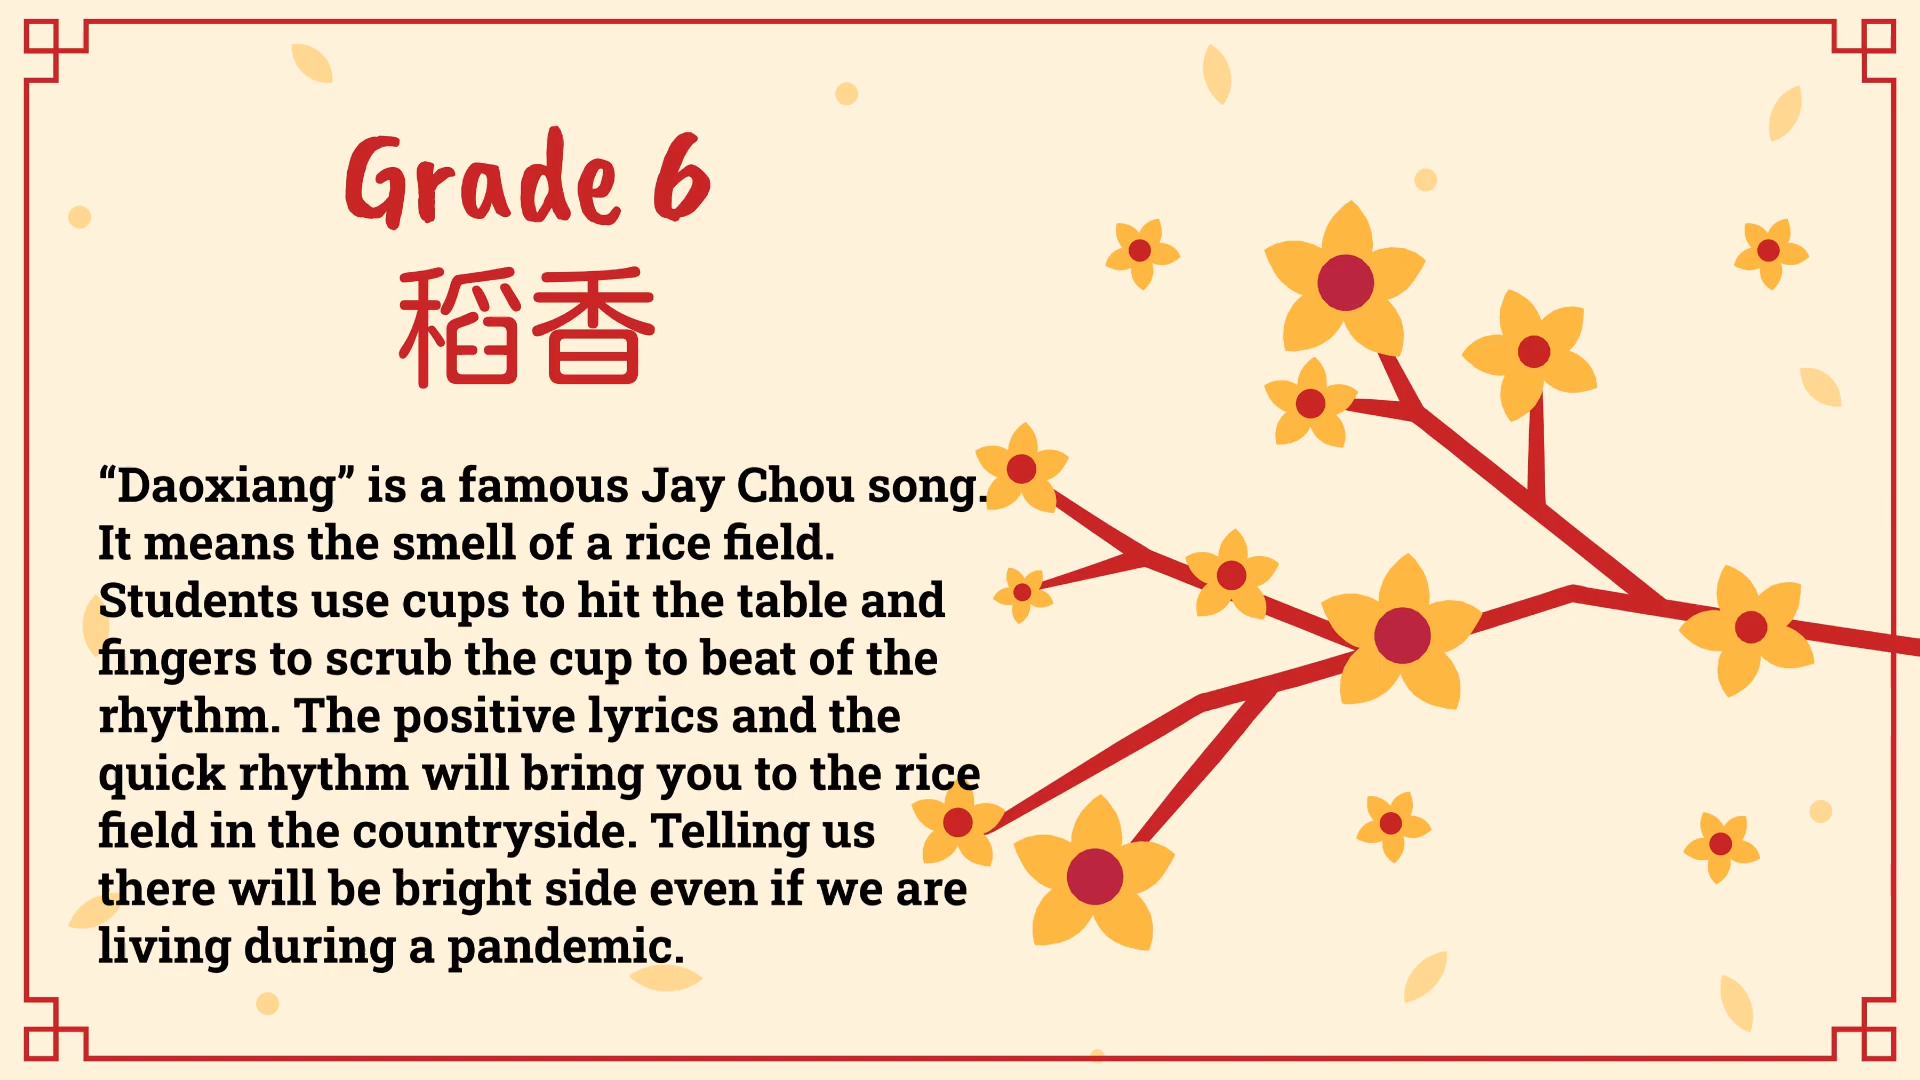 Grade 6
稻香
“Daoxiang” is a famous Jay Chou song.
It means the smell of a rice field.
Students use cups to hit the table and
fingers to scrub the cup to beat of the
rhythm. The positive lyrics and the
quick rhythm will bring you to the rice
field in the countryside. Telling us
there will be bright side even if we are
living during a pandemic.